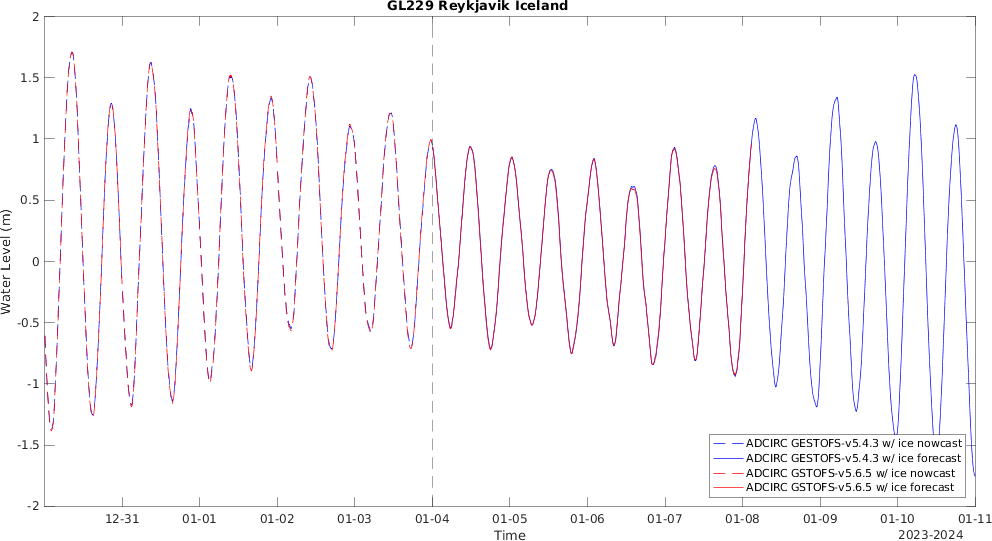 GL229 Reykjavik Iceland
2
1.5
1
0.5
0
-0.5
-1
-1.5
-2
Water Level (m)
ADCIRC GESTOFS-v5.4.3 w/ ice nowcast
ADCIRC GESTOFS-v5.4.3 w/ ice forecast
ADCIRC GSTOFS-v5.6.5 w/ ice nowcast
ADCIRC GSTOFS-v5.6.5 w/ ice forecast
12-31 01-01 01-02 01-03 01-04 01-05 01-06 01-07 01-08 01-09 01-10 01-11
Time
2023-2024